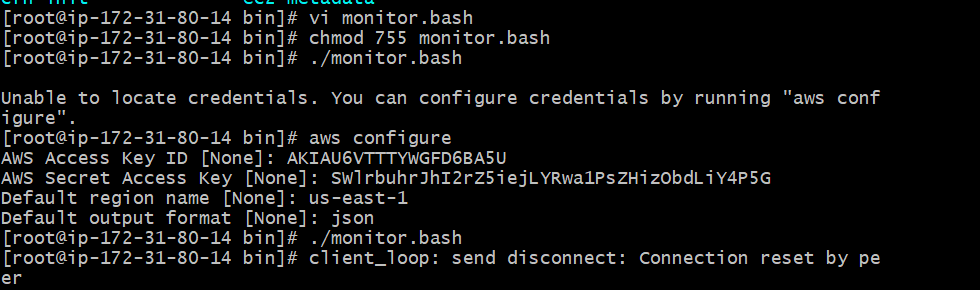 [root@ip-172-31-80-14 bin]# vi monitor.bash
[root@ip-172-31-80-14 bin]# chmod 755 monitor.bash
[root@ip-172-31-80-14 bin]# ./monitor.bash
Unable to locate credentials. You can configure credentials by running "aws conf
igure".
[root@ip-172-31-80-14 bin]# aws configure
AWS Access Key ID [None]: AKIAU6VTTTYWGFD6BA5U
AWS Secret Access Key [None]: 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
Default region name [None]: us-east-1
Default output format [None]: json
[root@ip-172-31-80-14 bin]# ./monitor.bash
[root@ip-172-31-80-14 bin]# client_loop: send disconnect: Connection reset by pe
er